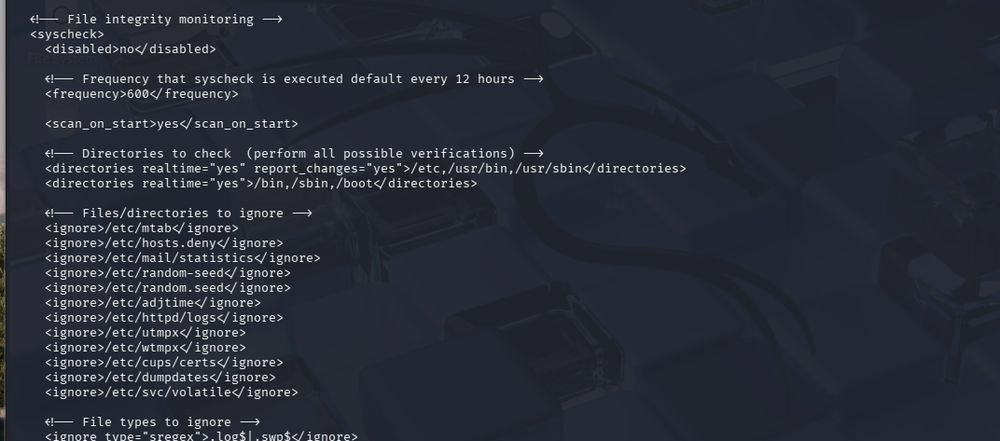 <!-- File integrity monitoring -->
<syscheck>
<disabled>no</disabled>
<!-- Frequency that syscheck is executed default every 12 hours -->
<frequency>600</frequency>
<scan_on_start>yes</scan_on_start>
<!-- Directories to check  (perform all possible verifications) -->
<directories realtime="yes" report_changes="yes">/etc,/usr/bin,/usr/sbin</directories>
<directories realtime="yes">/bin,/sbin,/boot</directories>
<!-- Files/directories to ignore -->
<ignore>/etc/mtab</ignore>
<ignore>/etc/hosts.deny</ignore>
<ignore>/etc/mail/statistics</ignore>
<ignore>/etc/random-seed</ignore>
<ignore>/etc/random.seed</ignore>
<ignore>/etc/adjtime</ignore>
<ignore>/etc/httpd/logs</ignore>
<ignore>/etc/utmpx</ignore>
<ignore>/etc/wtmpx</ignore>
<ignore>/etc/cups/certs</ignore>
<ignore>/etc/dumpdates</ignore>
<ignore>/etc/svc/volatile</ignore>
<!-- File types to ignore -->
<ignore type="sregex">.log$|.swp$</ignore>